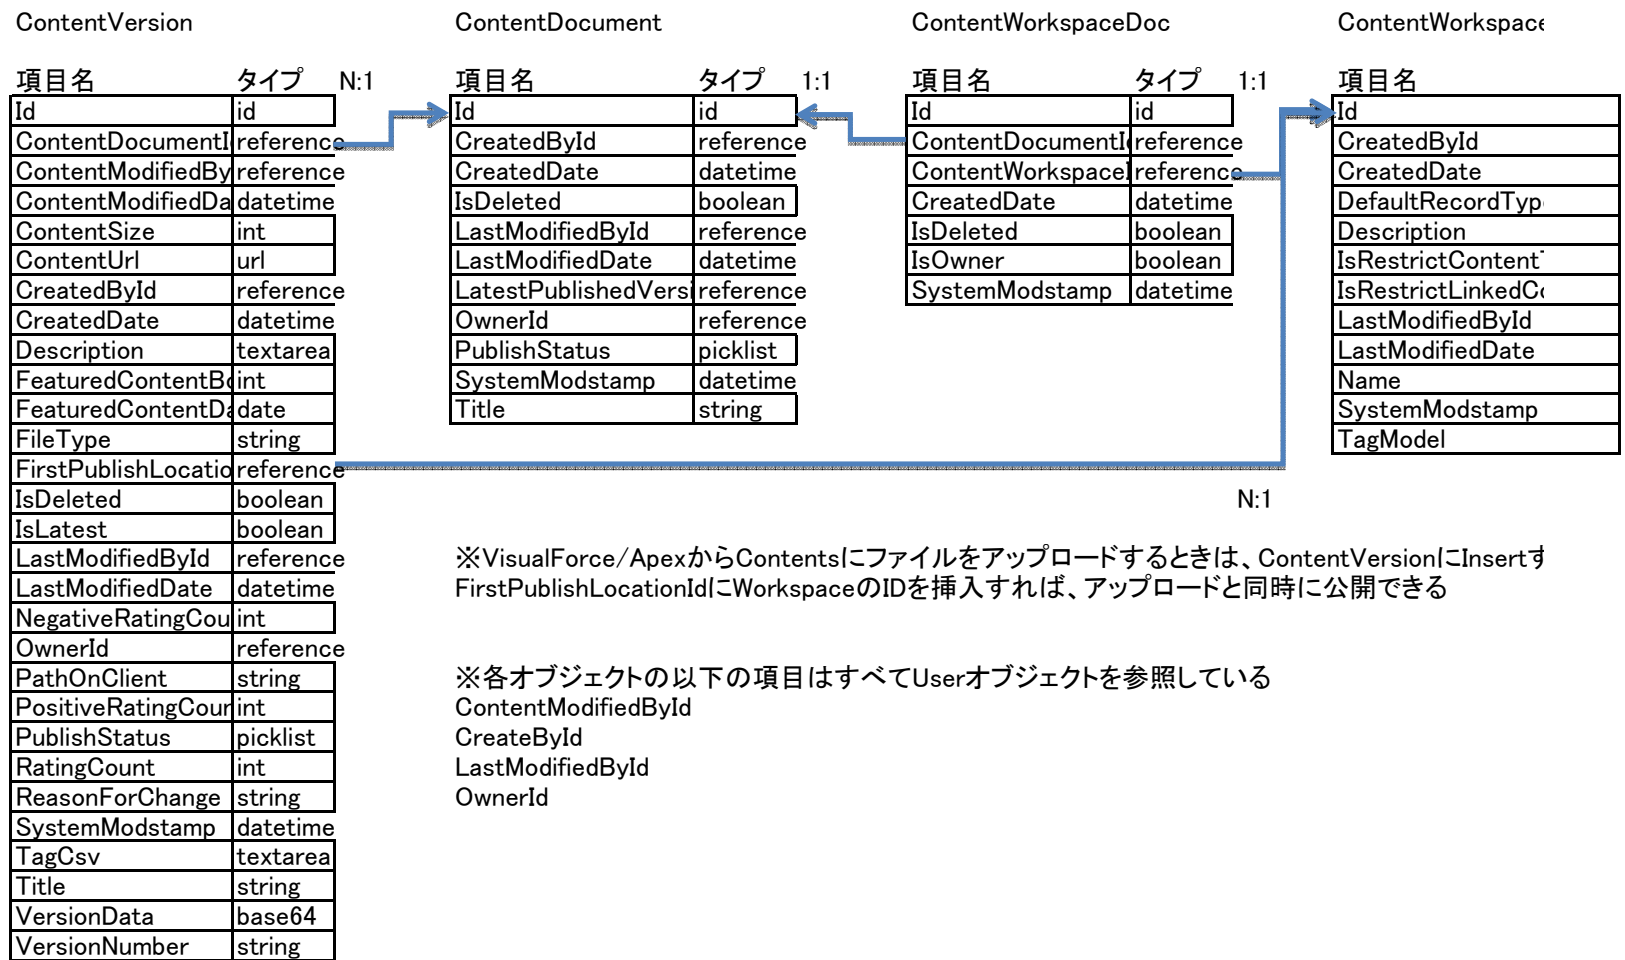 ContentVersion ContentDocument ContentWorkspaceDoc ContentWorkspace
項目名 タイプ N:1 項目名 タイプ 1:1 項目名 タイプ 1:1 項目名
Id id Id id Id id Id
ContentDocumentI reference CreatedById reference ContentDocumentI reference CreatedById
ContentModifiedBy reference CreatedDate datetime ContentWorkspaceI reference CreatedDate
ContentModifiedDa datetime IsDeleted boolean CreatedDate datetime DefaultRecordTyp
ContentSize int LastModifiedById reference IsDeleted boolean Description
ContentUrl url LastModifiedDate datetime IsOwner boolean IsRestrictContent
CreatedById reference LatestPublishedVersi reference SystemModstamp datetime IsRestrictLinkedC
CreatedDate datetime OwnerId reference LastModifiedById
Description textarea PublishStatus picklist LastModifiedDate
FeaturedContentB int SystemModstamp datetime Name
FeaturedContentDa date Title string SystemModstamp
FileType string TagModel
FirstPublishLocatio reference
IsDeleted boolean N:1
IsLatest boolean
LastModifiedById reference ※VisualForce/ApexからContentsにファイルをアップロードするときは、ContentVersionにInsertす
LastModifiedDate datetime FirstPublishLocationIdにWorkspaceのIDを挿入すれば、アップロードと同時に公開できる
NegativeRatingCou int
OwnerId reference
PathOnClient string ※各オブジェクトの以下の項目はすべてUserオブジェクトを参照している
PositiveRatingCoun int ContentModifiedById
PublishStatus picklist CreateById
RatingCount int LastModifiedById
ReasonForChange string OwnerId
SystemModstamp datetime
TagCsv textarea
Title string
VersionData base64
VersionNumber string